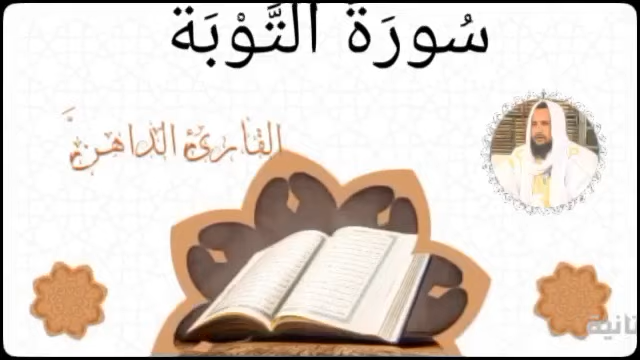 سُورَةُ التَّوْبَة
القارئ الداهن